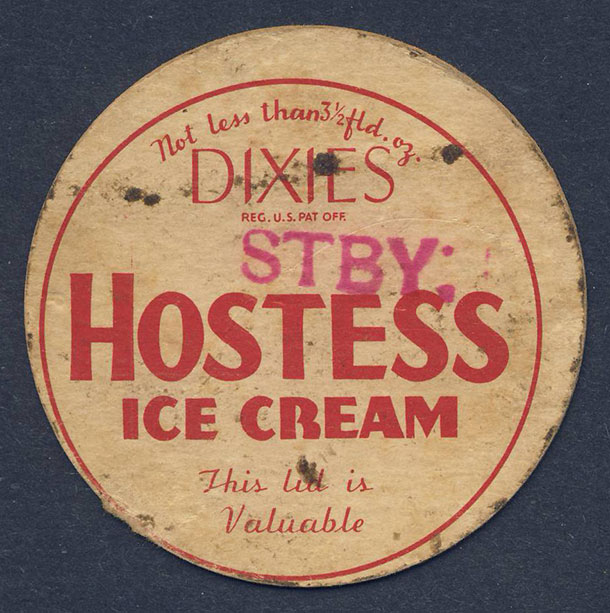 Not less than 3½ fld. oz.
DIXIES
REG. U.S. PAT OFF.
STBY:
HOSTESS
ICE CREAM
This lid is
Valuable